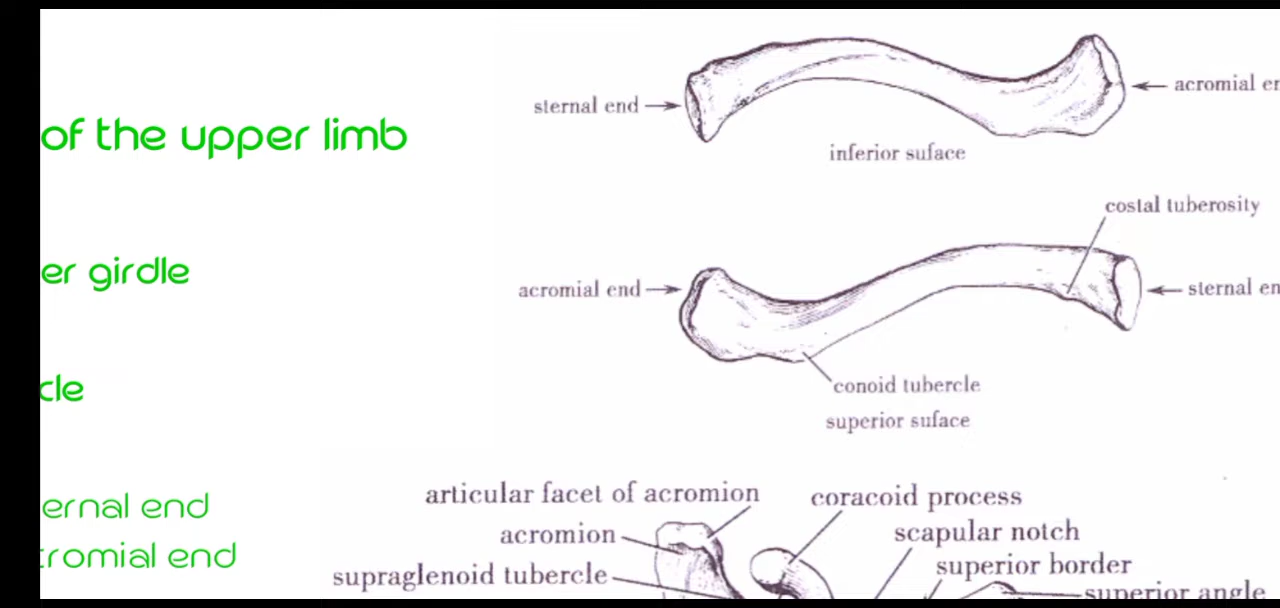 of the upper limb
er girdle
cle
ernal end
romial end
sternal end
acromial en
inferior suface
costal tuberosity
acromial end
sternal en
conoid tubercle
superior suface
articular facet of acromion
coracoid process
acromion
scapular notch
supraglenoid tubercle
superior border
superior angle